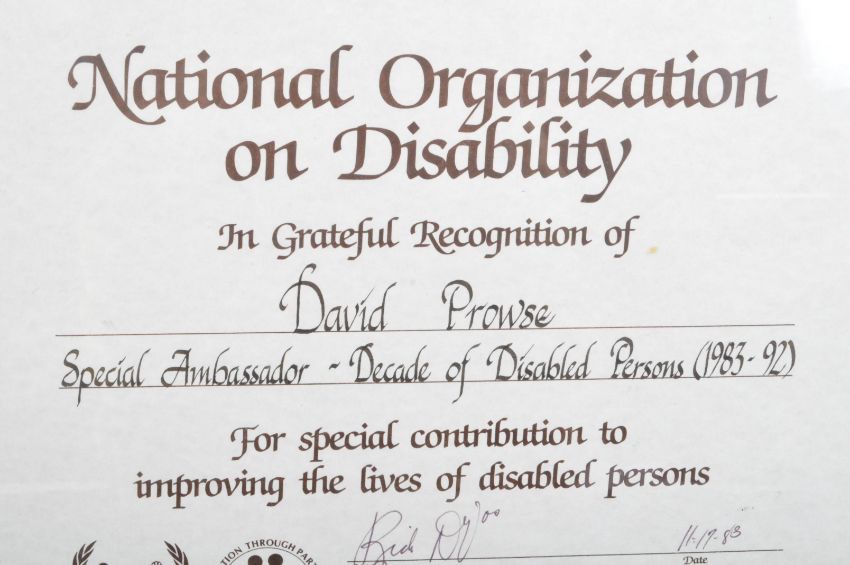 National Organization
on Disability
In Grateful Recognition of
David Prowse
Special Ambassador - Decade of Disabled Persons (1983-92)
For special contribution to
improving the lives of disabled persons
11-17-83
Date